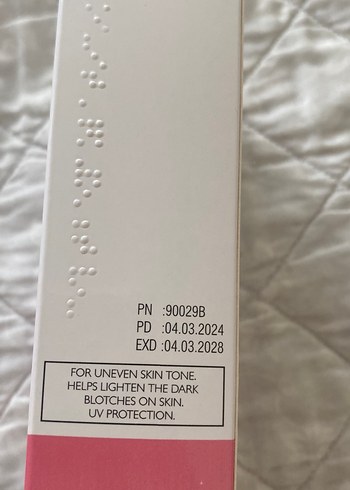 PN :90029B
PD :04.03.2024
EXD :04.03.2028
FOR UNEVEN SKIN TONE.
HELPS LIGHTEN THE DARK
BLOTCHES ON SKIN.
UV PROTECTION.